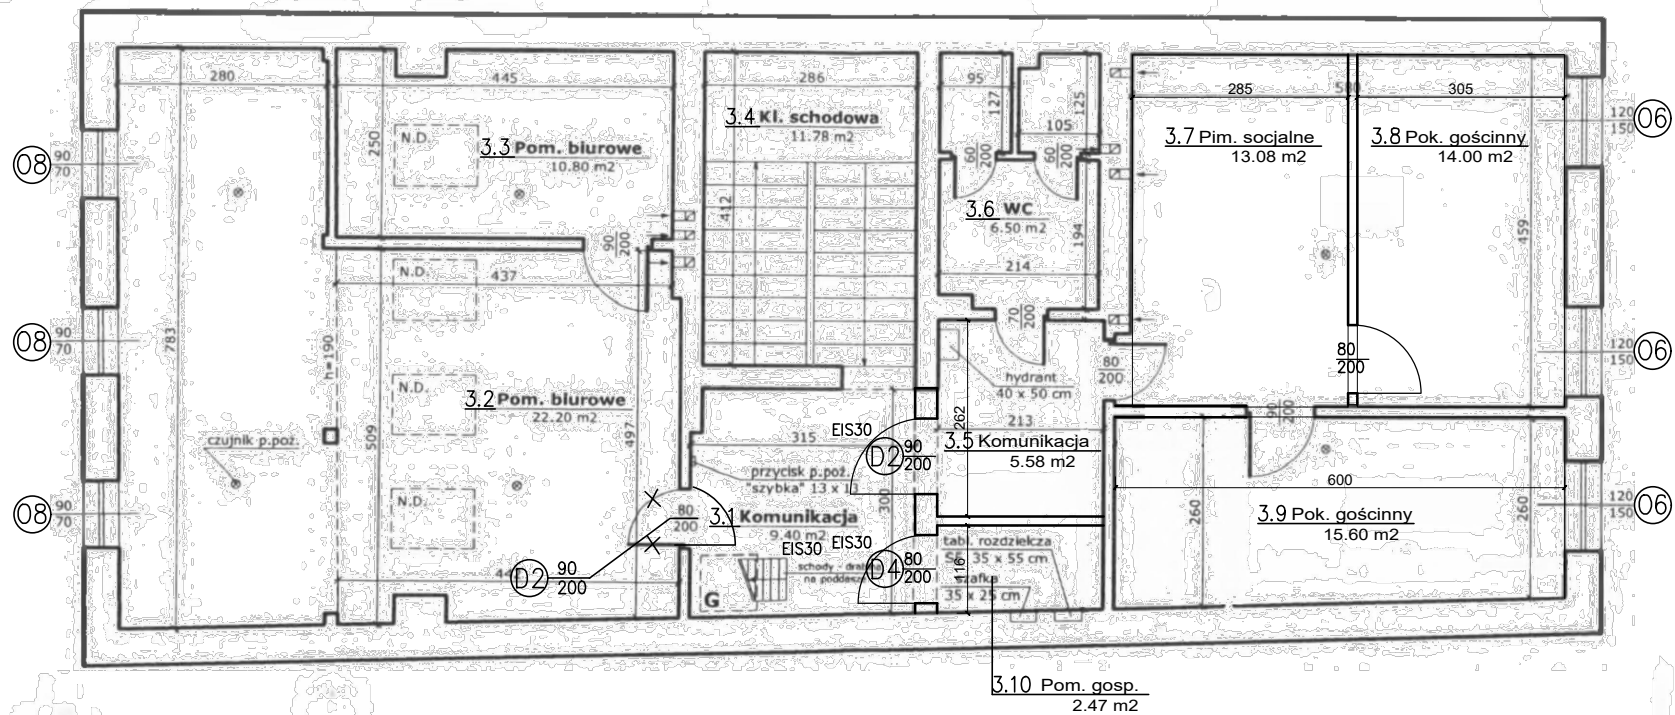 280
445
286
95
127
105
125
285
305
120
150
06
90
70
08
N.D.
250
3.3 Pom. biurowe
10.80 m2
3.4 Kl. schodowa
11.78 m2
60
200
60
200
3.7 Pim. socjalne
13.08 m2
3.8 Pok. gościnny
14.00 m2
412
3.6 WC
6.50 m2
194
214
459
90
200
N.D.
437
783
h=190
90
70
08
70
200
80
200
hydrant
40 x 50 cm
80
200
120
150
06
N.D.
3.2 Pom. biurowe
22.20 m2
509
497
czujnik p.poż.
315
EIS30
D2
90
200
262
213
3.5 Komunikacja
5.58 m2
90
200
przycisk p.poż.
"szybka" 13 x 13
300
600
N.D.
90
70
08
80
200
3.1 Komunikacja
9.40 m2
EIS30
EIS30
260
3.9 Pok. gościnny
15.60 m2
260
120
150
06
D2
90
200
G
schody - drabina
na poddasze
D4
80
200
116
tabl. rozdzielcza
35 x 55 cm
szafka
35 x 25 cm
3.10 Pom. gosp.
2.47 m2